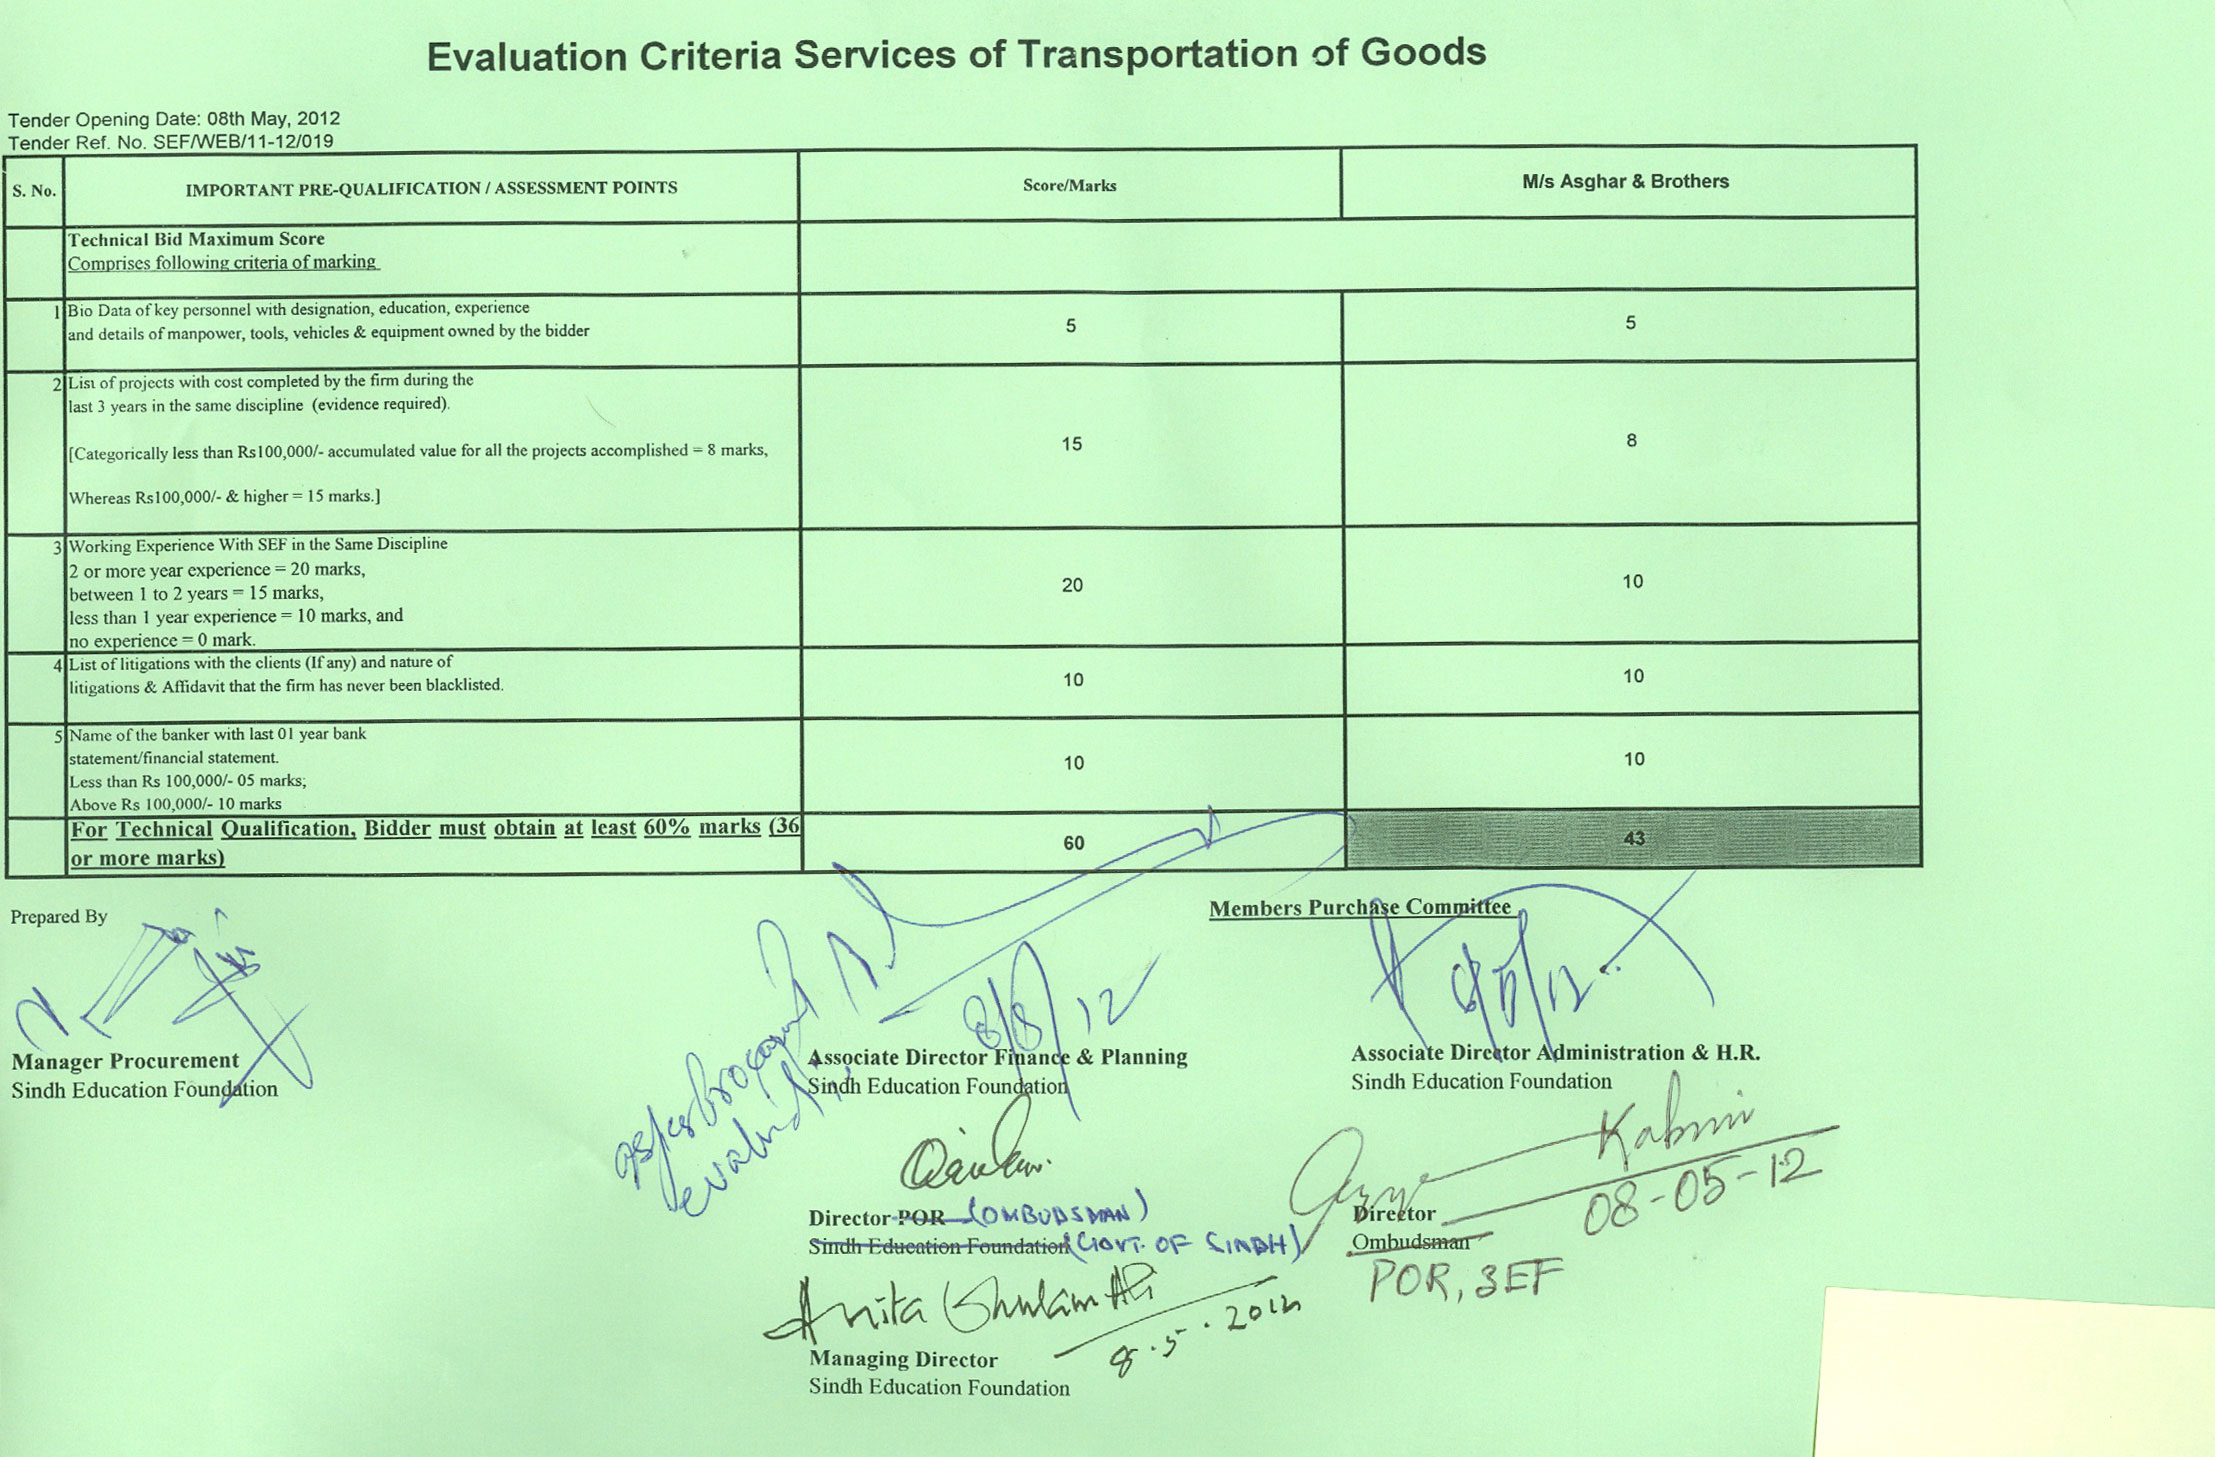 Evaluation Criteria Services of Transportation of Goods
Tender Opening Date: 08th May, 2012
Tender Ref. No. SEF/WEB/11-12/019
S. No.
IMPORTANT PRE-QUALIFICATION / ASSESSMENT POINTS
Score/Marks
M/s Asghar & Brothers
Technical Bid Maximum Score
Comprises following criteria of marking
1
Bio Data of key personnel with designation, education, experience
and details of manpower, tools, vehicles & equipment owned by the bidder
5
5
2
List of projects with cost completed by the firm during the
last 3 years in the same discipline (evidence required).
[Categorically less than Rs100,000/- accumulated value for all the projects accomplished = 8 marks,
Whereas Rs100,000/- & higher = 15 marks.]
15
8
3
Working Experience With SEF in the Same Discipline
2 or more year experience = 20 marks,
between 1 to 2 years = 15 marks,
less than 1 year experience = 10 marks, and
no experience = 0 mark.
20
10
4
List of litigations with the clients (If any) and nature of
litigations & Affidavit that the firm has never been blacklisted.
10
10
5
Name of the banker with last 01 year bank
statement/financial statement.
Less than Rs 100,000/- 05 marks;
Above Rs 100,000/- 10 marks
10
10
For Technical Qualification, Bidder must obtain at least 60% marks (36
or more marks)
60
43
Prepared By
Members Purchase Committee
Manager Procurement
Sindh Education Foundation
8/8/12
Associate Director Finance & Planning
Sindh Education Foundation
Associate Director Administration & H.R.
Sindh Education Foundation
Director POR (OMBUDSMAN)
Sindh Education Foundation (GOVT. OF SINDH)
Kazmi
08-05-12
Director
Ombudsman
POR, SEF
Anita Ghulam Ali
8.5.2012
Managing Director
Sindh Education Foundation